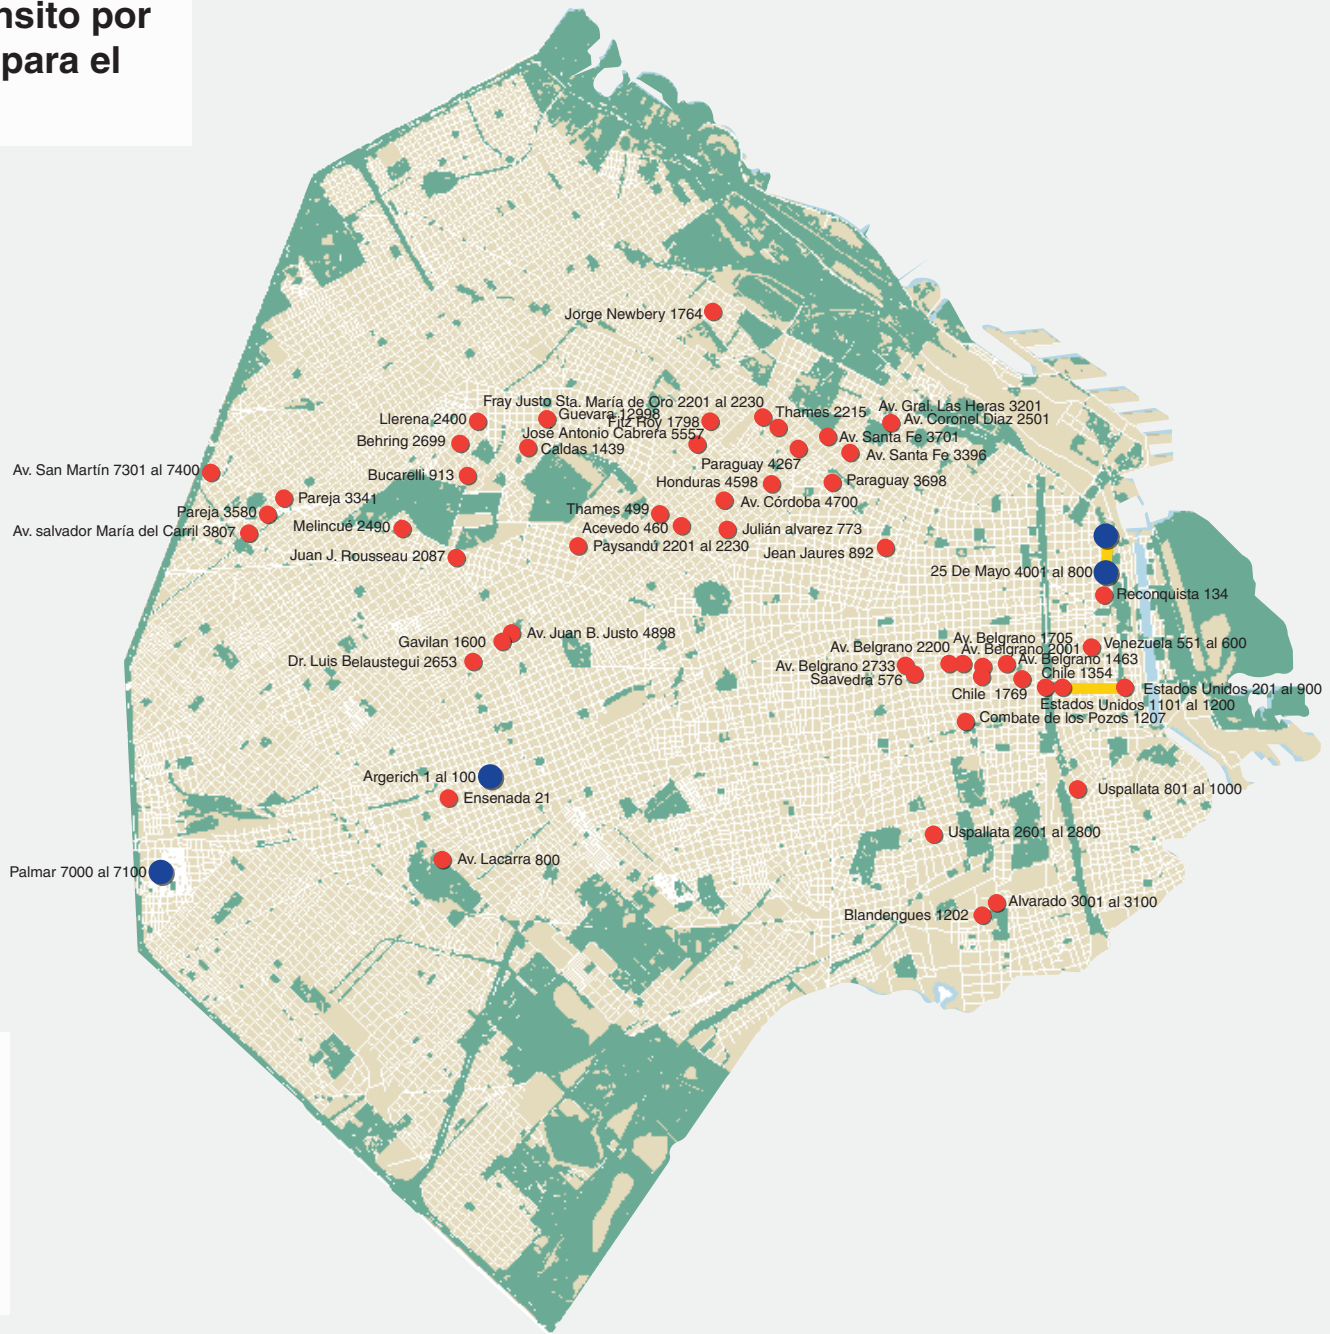 nsito por
para el
Jorge Newbery 1764
Fray Justo Sta. María de Oro 2201 al 2230
Llerena 2400
Guevara 12998
Fitz Roy 1798
Thames 2215
Av. Gral. Las Heras 3201
Av. Coronel Diaz 2501
Behring 2699
José Antonio Cabrera 5557
Caldas 1439
Av. Santa Fe 3701
Av. Santa Fe 3396
Av. San Martín 7301 al 7400
Bucarelli 913
Paraguay 4267
Honduras 4598
Paraguay 3698
Pareja 3341
Pareja 3580
Av. Córdoba 4700
Thames 499
Av. salvador María del Carril 3807
Melincué 2490
Acevedo 460
Julián alvarez 773
Juan J. Rousseau 2087
Paysandú 2201 al 2230
Jean Jaures 892
25 De Mayo 4001 al 800
Reconquista 134
Gavilan 1600
Av. Juan B. Justo 4898
Av. Belgrano 2200
Av. Belgrano 1705
Av. Belgrano 2001
Venezuela 551 al 600
Dr. Luis Belaustegui 2653
Av. Belgrano 2733
Av. Belgrano 1463
Saavedra 576
Chile 1354
Chile 1769
Estados Unidos 201 al 900
Estados Unidos 1101 al 1200
Combate de los Pozos 1207
Argerich 1 al 100
Ensenada 21
Uspallata 801 al 1000
Uspallata 2601 al 2800
Av. Lacarra 800
Palmar 7000 al 7100
Alvarado 3001 al 3100
Blandengues 1202